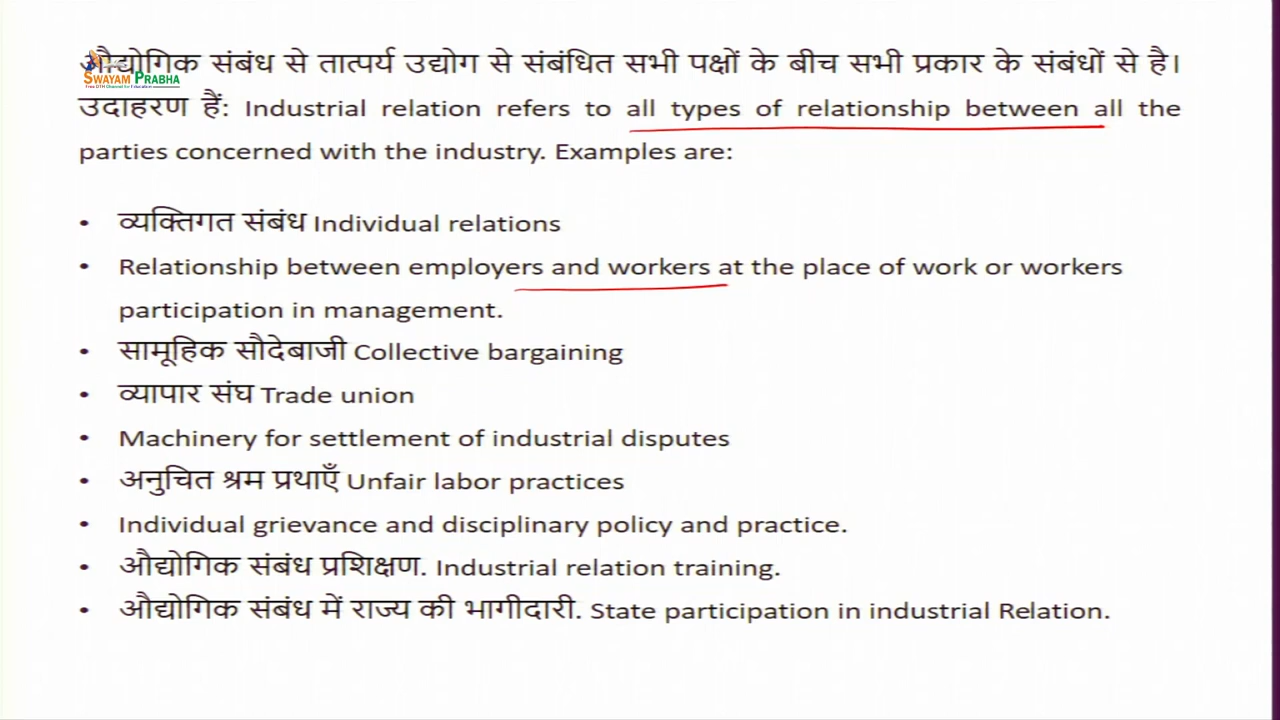 औद्योगिक संबंध से तात्पर्य उद्योग से संबंधित सभी पक्षों के बीच सभी प्रकार के संबंधों से है।
SWAYAM PRABHA
उदाहरण हैं: Industrial relation refers to all types of relationship between all the
parties concerned with the industry. Examples are:
• व्यक्तिगत संबंध Individual relations
• Relationship between employers and workers at the place of work or workers
participation in management.
• सामूहिक सौदेबाजी Collective bargaining
• व्यापार संघ Trade union
• Machinery for settlement of industrial disputes
• अनुचित श्रम प्रथाएँ Unfair labor practices
• Individual grievance and disciplinary policy and practice.
• औद्योगिक संबंध प्रशिक्षण. Industrial relation training.
• औद्योगिक संबंध में राज्य की भागीदारी. State participation in industrial Relation.